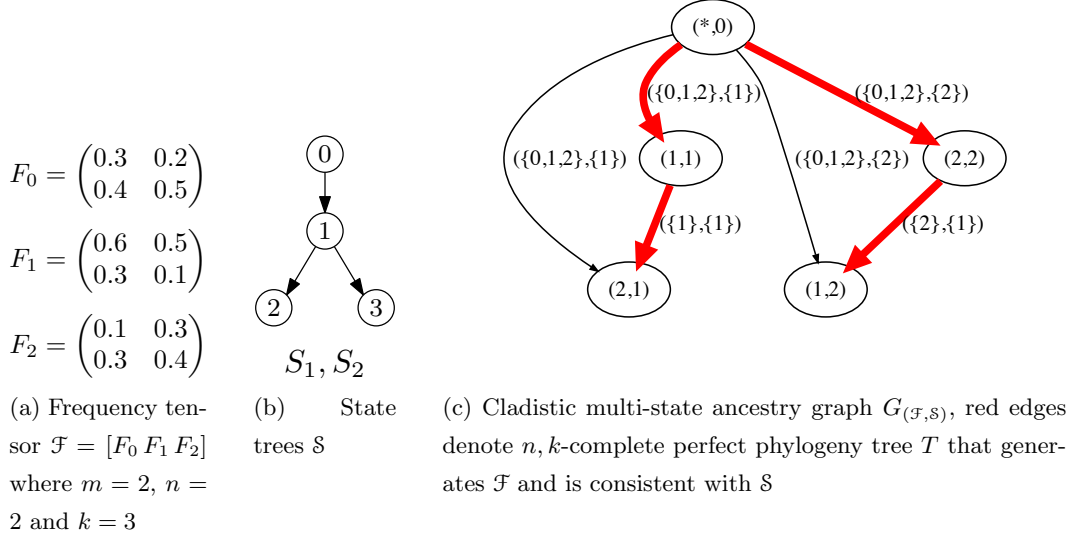 F_0 = (0.3 0.2
0.4 0.5)
F_1 = (0.6 0.5
0.3 0.1)
F_2 = (0.1 0.3
0.3 0.4)
0
1
2 3
S_1, S_2
(*,0)
({0,1,2},{1}) ({0,1,2},{2})
({0,1,2},{1}) (1,1) ({0,1,2},{2}) (2,2)
({1},{1}) ({2},{1})
(2,1) (1,2)
(a) Frequency ten-
sor ℱ = [F_0 F_1 F_2]
where m = 2, n =
2 and k = 3
(b) State
trees 𝒮
(c) Cladistic multi-state ancestry graph G_(ℱ,𝒮), red edges
denote n, k-complete perfect phylogeny tree T that gener-
ates ℱ and is consistent with 𝒮